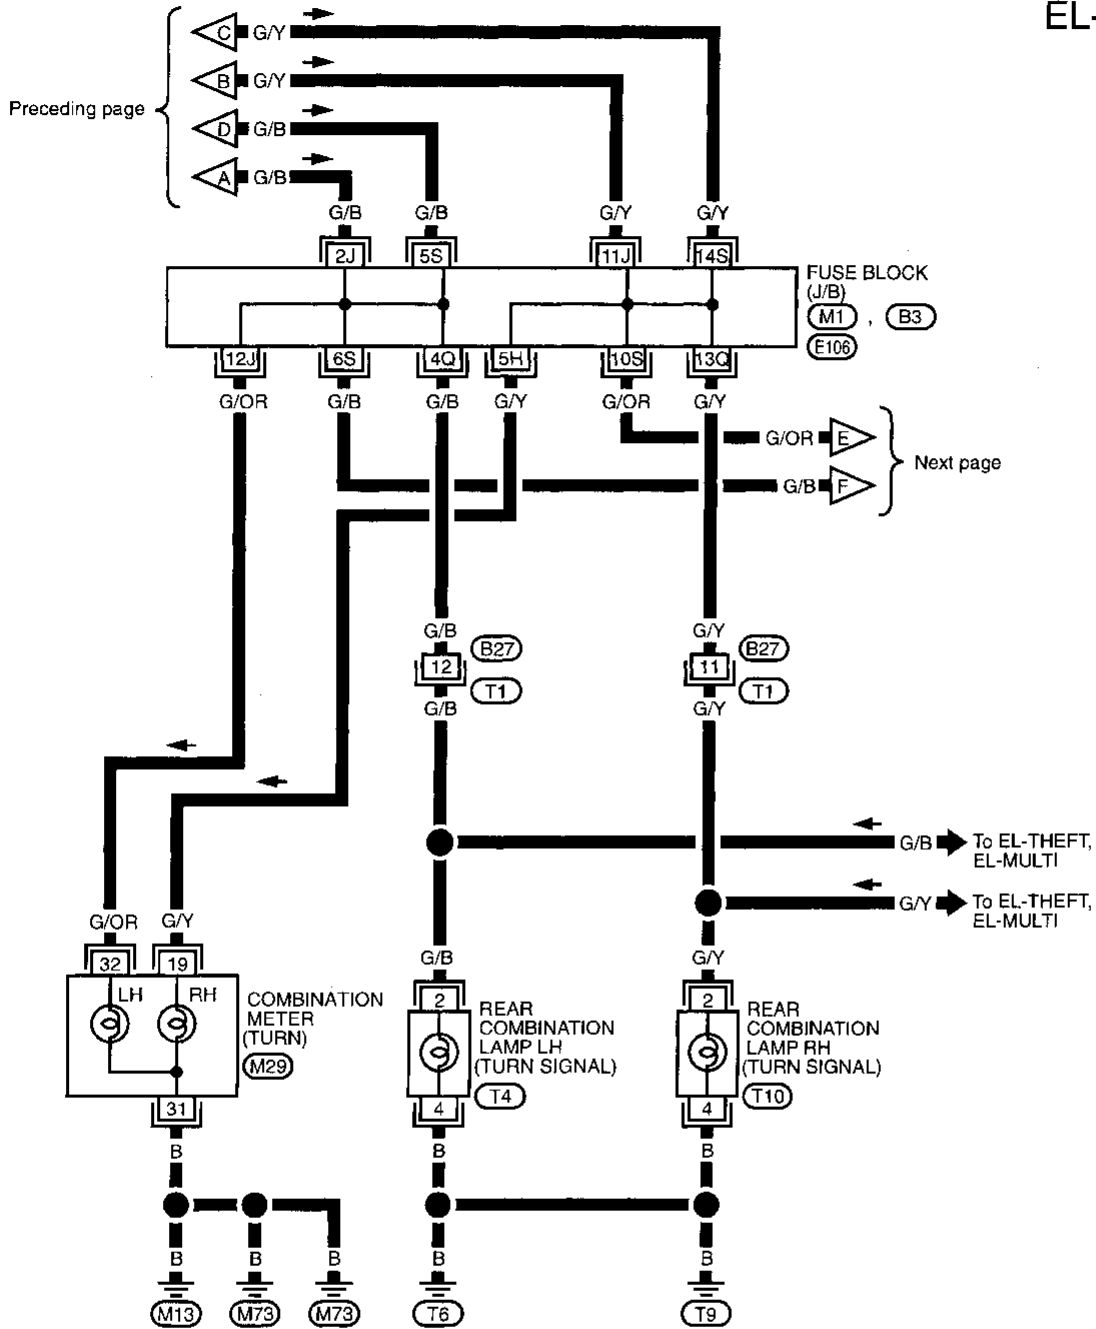 EL-
C G/Y
B G/Y
Preceding page
D G/B
A G/B
G/B G/B G/Y G/Y
2J 5S 11J 14S
FUSE BLOCK
(J/B)
M1 , B3
E106
12J 6S 4Q 5H 10S 13Q
G/OR G/B G/B G/Y G/OR G/Y
G/OR E
Next page
G/B F
G/B G/Y
12 B27 11 B27
T1 T1
G/B G/Y
G/B To EL-THEFT,
EL-MULTI
G/Y To EL-THEFT,
EL-MULTI
G/OR G/Y
G/B G/Y
32 19
LH RH
2 2
COMBINATION
METER
(TURN)
M29
REAR
COMBINATION
LAMP LH
(TURN SIGNAL)
T4
REAR
COMBINATION
LAMP RH
(TURN SIGNAL)
T10
31 4 4
B B B
B B B B B
M13 M73 M73 T6 T9